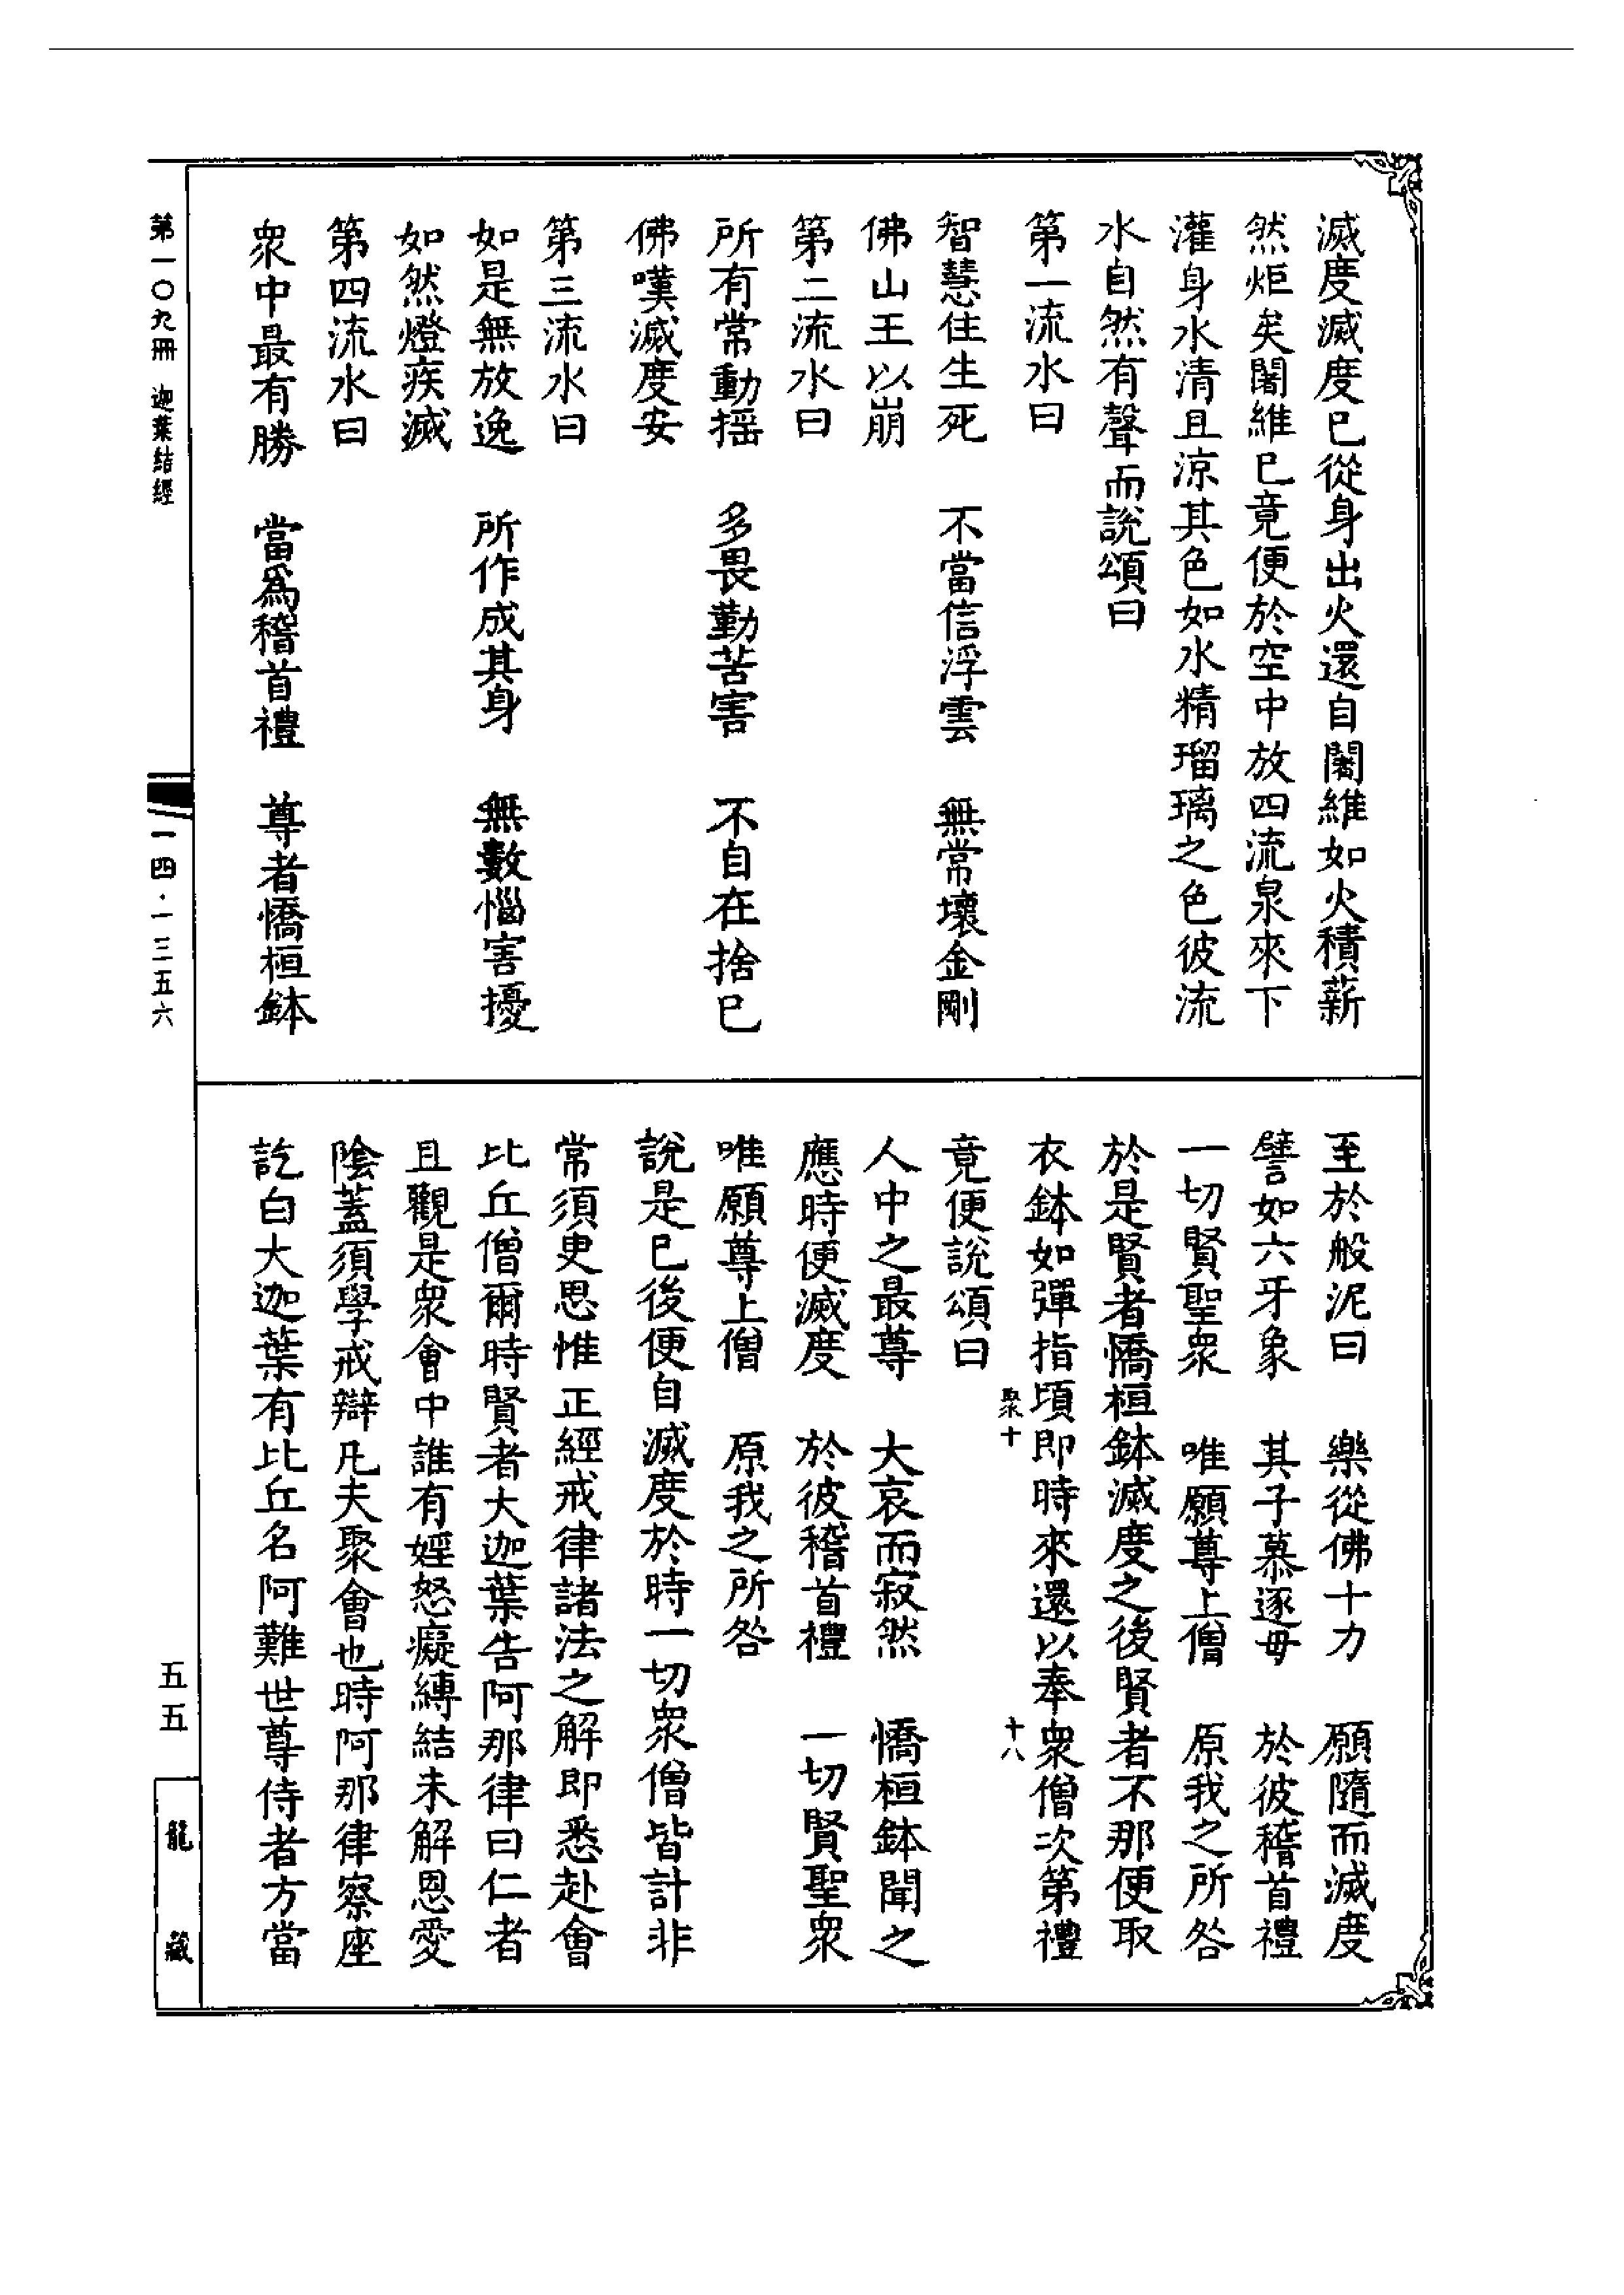 滅度滅度已從身出火還自闍維如火積薪
然炬矣闍維已竟便於空中放四流泉來下
灌身水清且涼其色如水精瑠璃之色彼流
水自然有聲而說頌曰
第一流水曰
智慧住生死　不當信浮雲　無常壞金剛
佛山王以崩
第二流水曰
所有常動揺　多畏勤苦害　不自在捨已
佛嘆滅度安
第三流水曰
如是無放逸　所作成其身　無數惱害擾
如然燈疾滅
第四流水曰
衆中最有勝　當爲稽首禮　尊者憍桓鉢
至於般泥曰　樂從佛十力　願隨而滅度
譬如六牙象　其子慕逐母　於彼稽首禮
一切賢聖衆　唯願尊上僧　原我之所咎
於是賢者憍桓鉢滅度之後賢者不那便取
衣鉢如彈指頃即時來還以奉衆僧次第禮
聚十　十八
竟便說頌曰
人中之最尊　大哀而寂然　憍桓鉢聞之
應時便滅度　於彼稽首禮　一切賢聖衆
唯願尊上僧　原我之所咎
說是已後便自滅度於時一切衆僧皆計非
常須臾思惟正經戒律諸法之解即悉赴會
比丘僧爾時賢者大迦葉告阿那律曰仁者
且觀是衆會中誰有婬怒癡縛結未解恩愛
陰蓋須學戒辯凡夫聚會也時阿那律察座
訖白大迦葉有比丘名阿難世尊侍者方當
第一〇九冊　迦葉結經
一四·一三五六
五五
龍藏